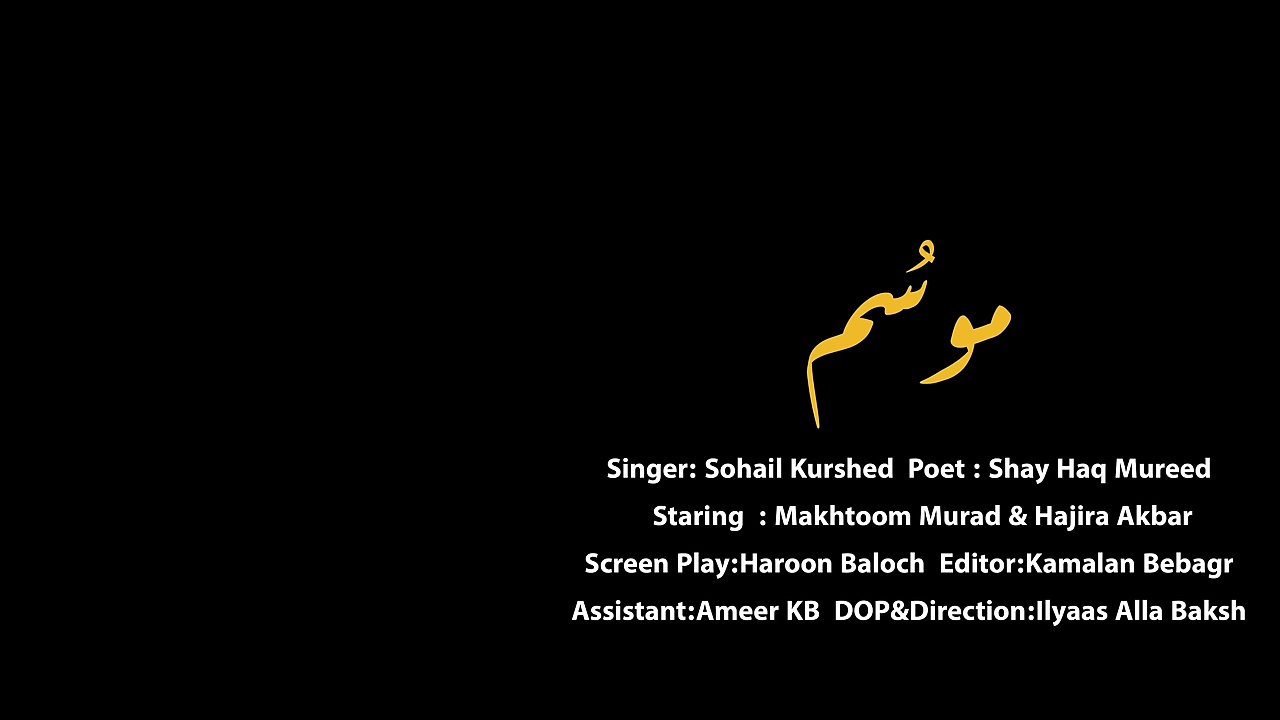 موسُم
Singer: Sohail Kurshed  Poet : Shay Haq Mureed
Staring  : Makhtoom Murad & Hajira Akbar
Screen Play:Haroon Baloch  Editor:Kamalan Bebagr
Assistant:Ameer KB  DOP&Direction:Ilyaas Alla Baksh